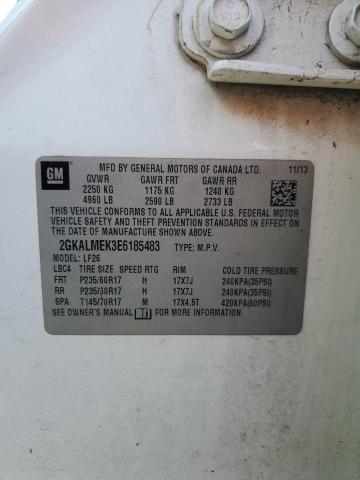 GM
MFD BY GENERAL MOTORS OF CANADA LTD. 11/13
GVWR GAWR FRT GAWR RR
2250 KG 1175 KG 1240 KG
4960 LB 2590 LB 2733 LB
THIS VEHICLE CONFORMS TO ALL APPLICABLE U.S. FEDERAL MOTOR
VEHICLE SAFETY AND THEFT PREVENTION STANDARDS IN EFFECT ON
THE DATE OF MANUFACTURE SHOWN ABOVE.
2GKALMEK3E6185483 TYPE: M.P.V.
MODEL: LF26
LBC4 TIRE SIZE SPEED RTG RIM COLD TIRE PRESSURE
FRT P235/60R17 H 17X7J 240KPA(35PSI)
RR P235/60R17 H 17X7J 240KPA(35PSI)
SPA T145/70R17 M 17X4.5T 420KPA(60PSI)
SEE OWNER'S MANUAL FOR MORE INFORMATION.